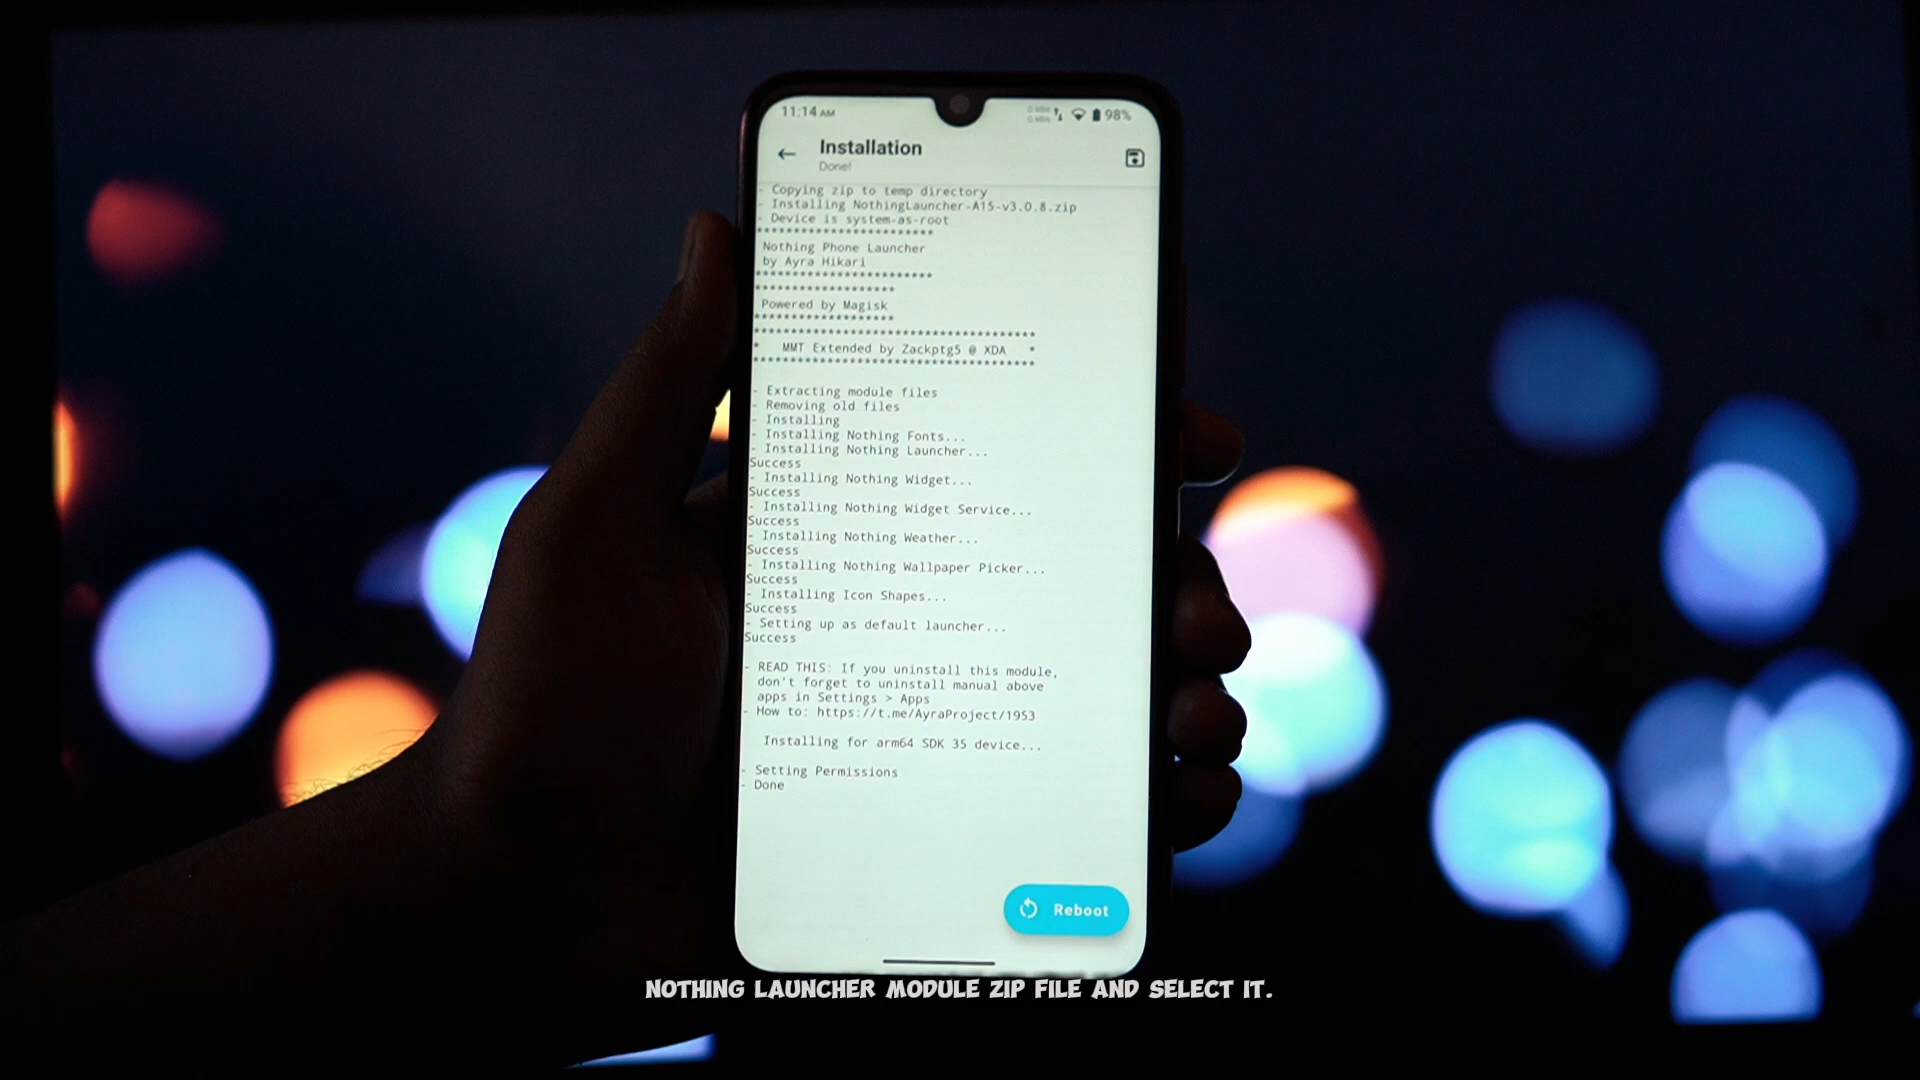 11:14 AM
98%
Installation
Done!
- Copying zip to temp directory
- Installing NothingLauncher-A15-v3.0.8.zip
- Device is system-as-root
************************
Nothing Phone Launcher
by Ayra Hikari
************************
*******************
Powered by Magisk
*******************
**************************************
* MMT Extended by Zackptg5 @ XDA *
**************************************
- Extracting module files
- Removing old files
- Installing
- Installing Nothing Fonts...
- Installing Nothing Launcher...
Success
- Installing Nothing Widget...
Success
- Installing Nothing Widget Service...
Success
- Installing Nothing Weather...
Success
- Installing Nothing Wallpaper Picker...
Success
- Installing Icon Shapes...
Success
- Setting up as default launcher...
Success
- READ THIS: If you uninstall this module,
don't forget to uninstall manual above
apps in Settings > Apps
- How to: https://t.me/AyraProject/1953
Installing for arm64 SDK 35 device...
- Setting Permissions
- Done
Reboot
NOTHING LAUNCHER MODULE ZIP FILE AND SELECT IT.